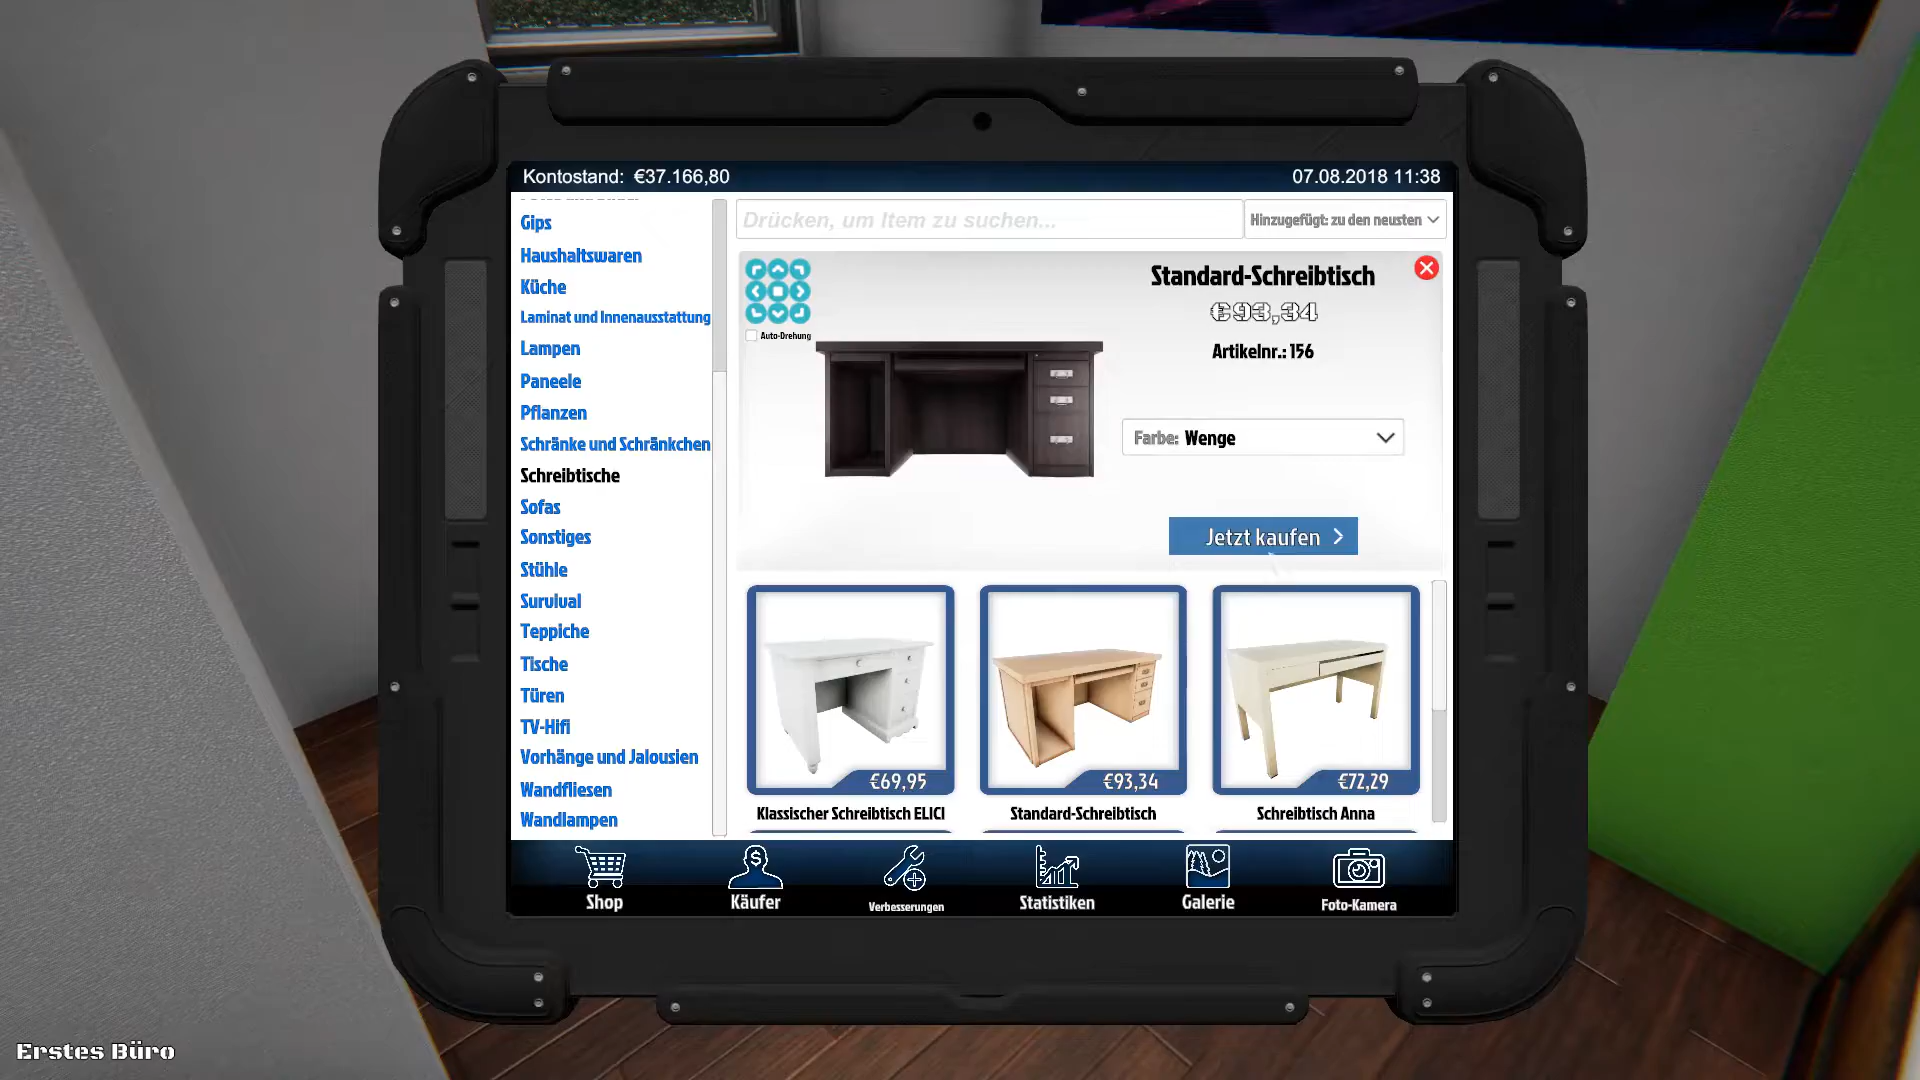 Kontostand: €37.166,80
07.08.2018 11:38
Gips
Haushaltswaren
Küche
Laminat und Innenausstattung
Lampen
Paneele
Pflanzen
Schränke und Schränkchen
Schreibtische
Sofas
Sonstiges
Stühle
Survival
Teppiche
Tische
Türen
TV-Hifi
Vorhänge und Jalousien
Wandfliesen
Wandlampen
Drücken, um Item zu suchen...
Hinzugefügt: zu den neusten
Auto-Drehung
Standard-Schreibtisch
€93,34
Artikelnr.: 156
Farbe: Wenge
Jetzt kaufen
€69,95
€93,34
€72,29
Klassischer Schreibtisch ELICI
Standard-Schreibtisch
Schreibtisch Anna
Shop
Käufer
Verbesserungen
Statistiken
Galerie
Foto-Kamera
Erstes Büro